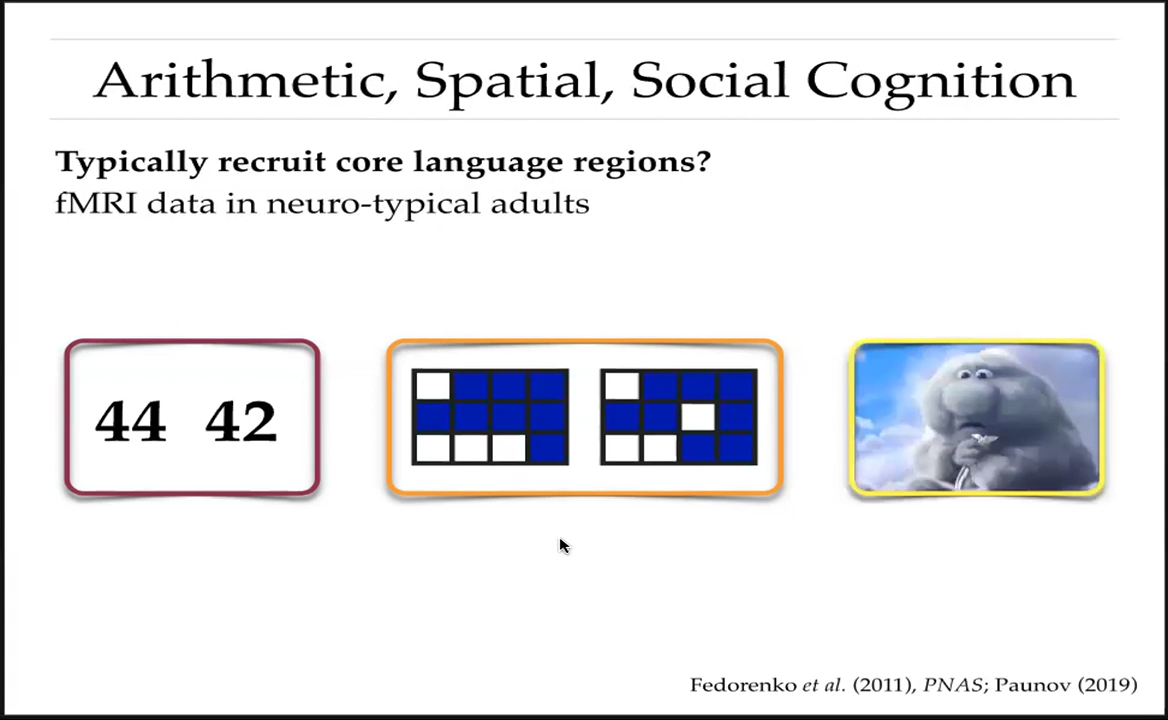 Arithmetic, Spatial, Social Cognition
Typically recruit core language regions?
fMRI data in neuro-typical adults
44 42
Fedorenko et al. (2011), PNAS; Paunov (2019)